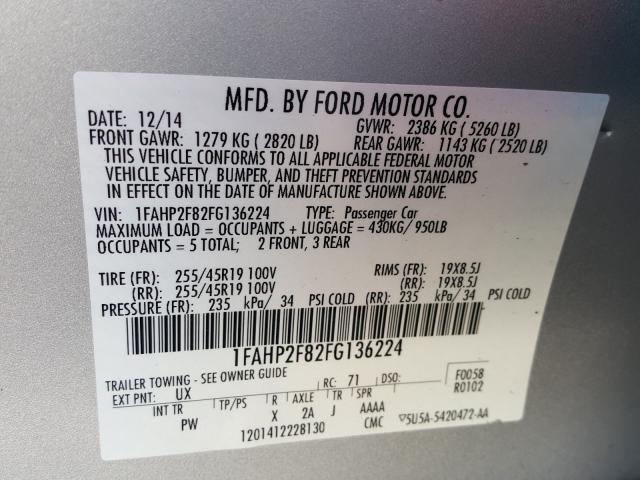 MFD. BY FORD MOTOR CO.
DATE: 12/14 GVWR: 2386 KG (5260 LB)
FRONT GAWR: 1279 KG (2820 LB) REAR GAWR: 1143 KG (2520 LB)
THIS VEHICLE CONFORMS TO ALL APPLICABLE FEDERAL MOTOR
VEHICLE SAFETY, BUMPER, AND THEFT PREVENTION STANDARDS
IN EFFECT ON THE DATE OF MANUFACTURE SHOWN ABOVE.
VIN: 1FAHP2F82FG136224 TYPE: Passenger Car
MAXIMUM LOAD = OCCUPANTS + LUGGAGE = 430KG/ 950LB
OCCUPANTS = 5 TOTAL; 2 FRONT, 3 REAR
TIRE (FR): 255/45R19 100V RIMS (FR): 19X8.5J
(RR): 255/45R19 100V (RR): 19X8.5J
PRESSURE (FR): 235 kPa/ 34 PSI COLD (RR): 235 kPa/ 34 PSI COLD
1FAHP2F82FG136224
TRAILER TOWING - SEE OWNER GUIDE
EXT PNT: UX RC: 71 DSO: F0058
R0102
INT TR TP/PS R AXLE TR SPR
PW X 2A J AAAA
1201412228130 CMC ▽5U5A-5420472-AA